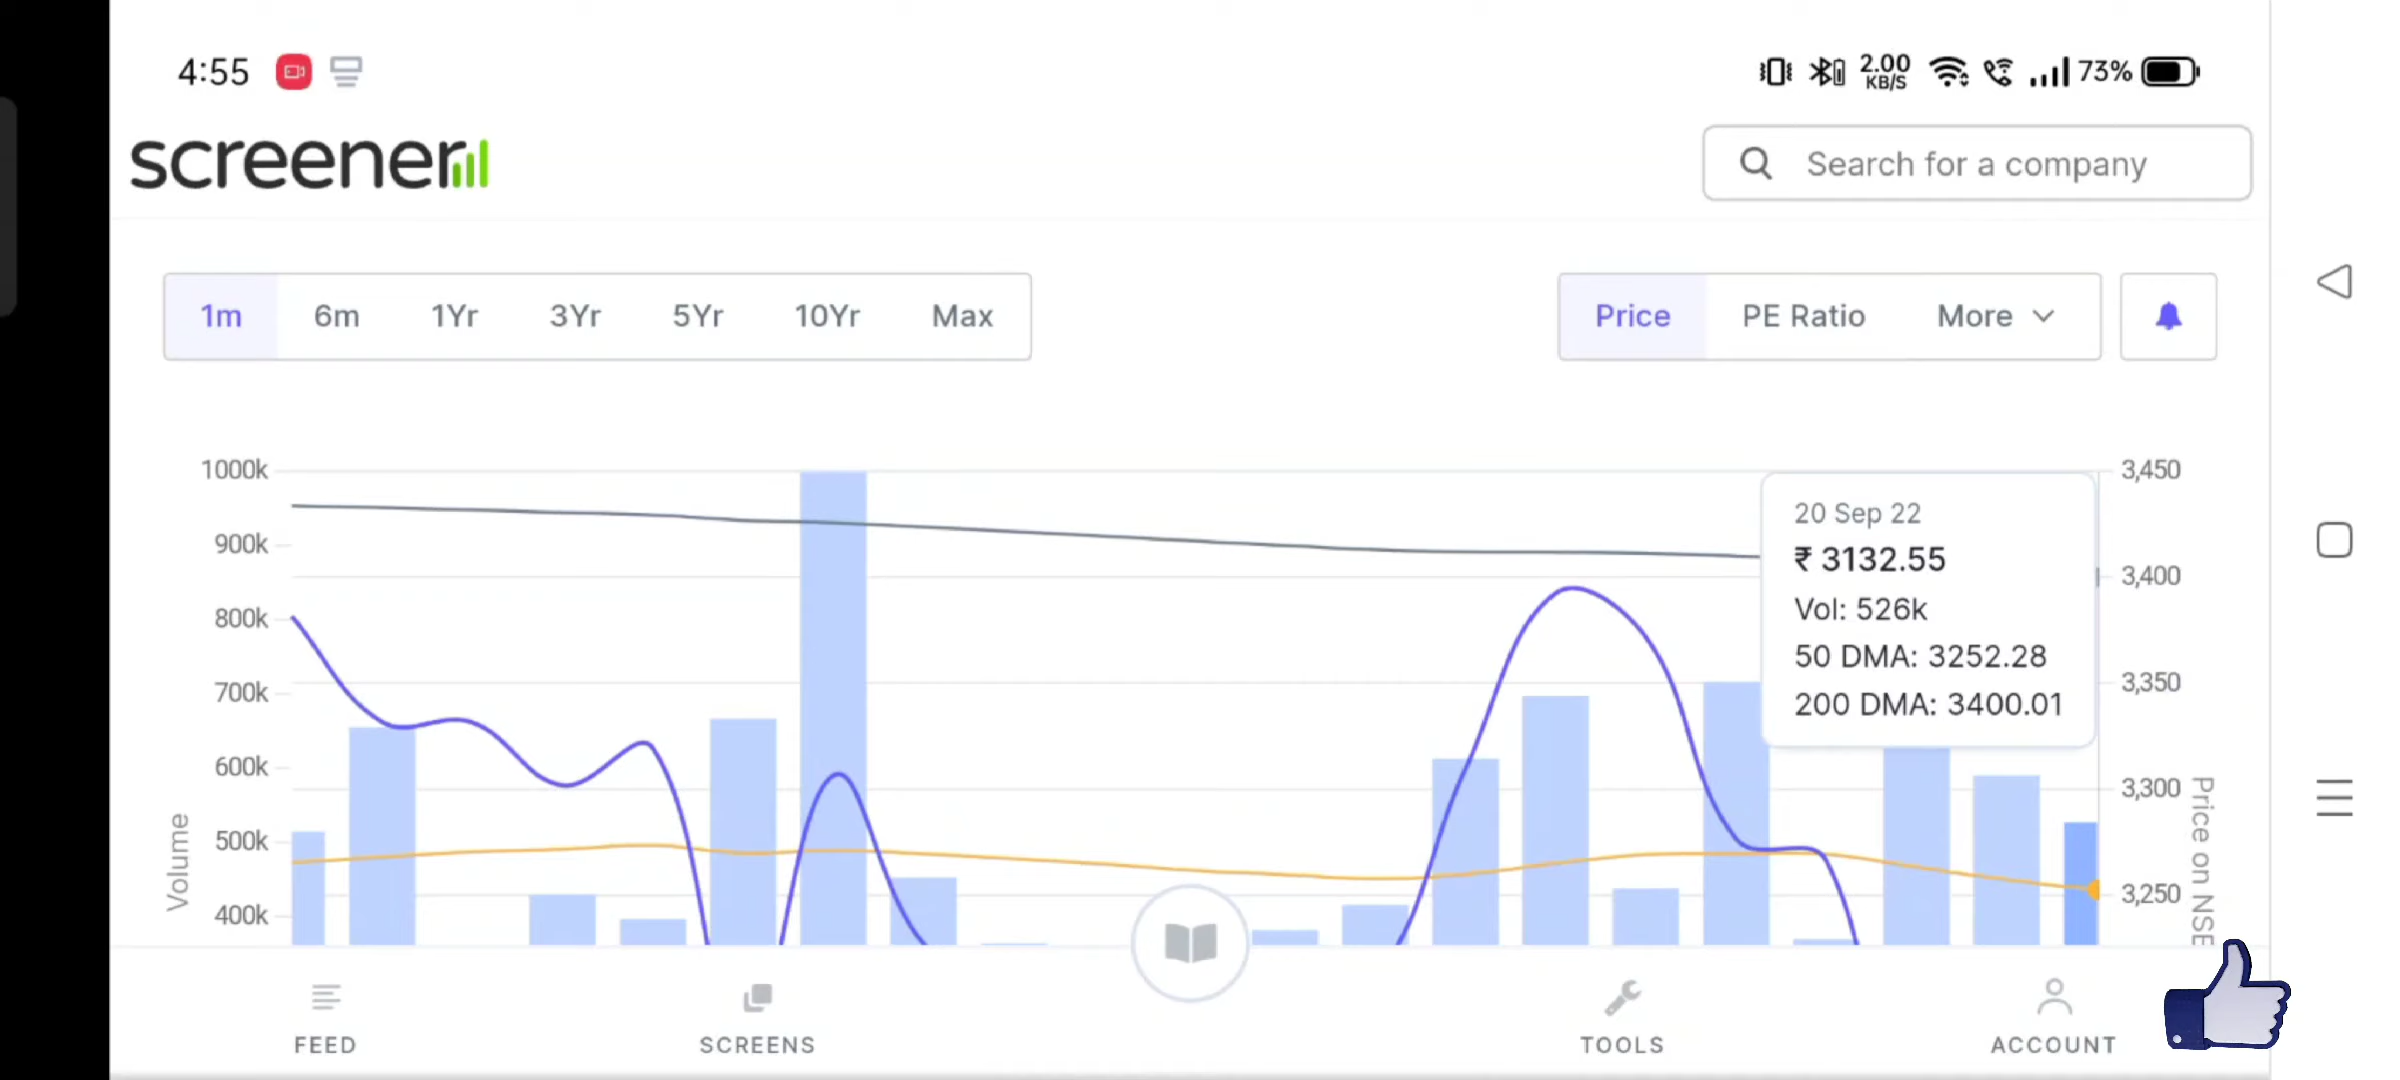 4:55
2.00
KB/S
73%
screener
Search for a company
1m 6m 1Yr 3Yr 5Yr 10Yr Max
Price PE Ratio More
1000k
900k
800k
700k
600k
500k
400k
Volume
20 Sep 22
₹ 3132.55
Vol: 526k
50 DMA: 3252.28
200 DMA: 3400.01
3,450
3,400
3,350
3,300
3,250
Price on NSE
FEED
SCREENS
TOOLS
ACCOUNT